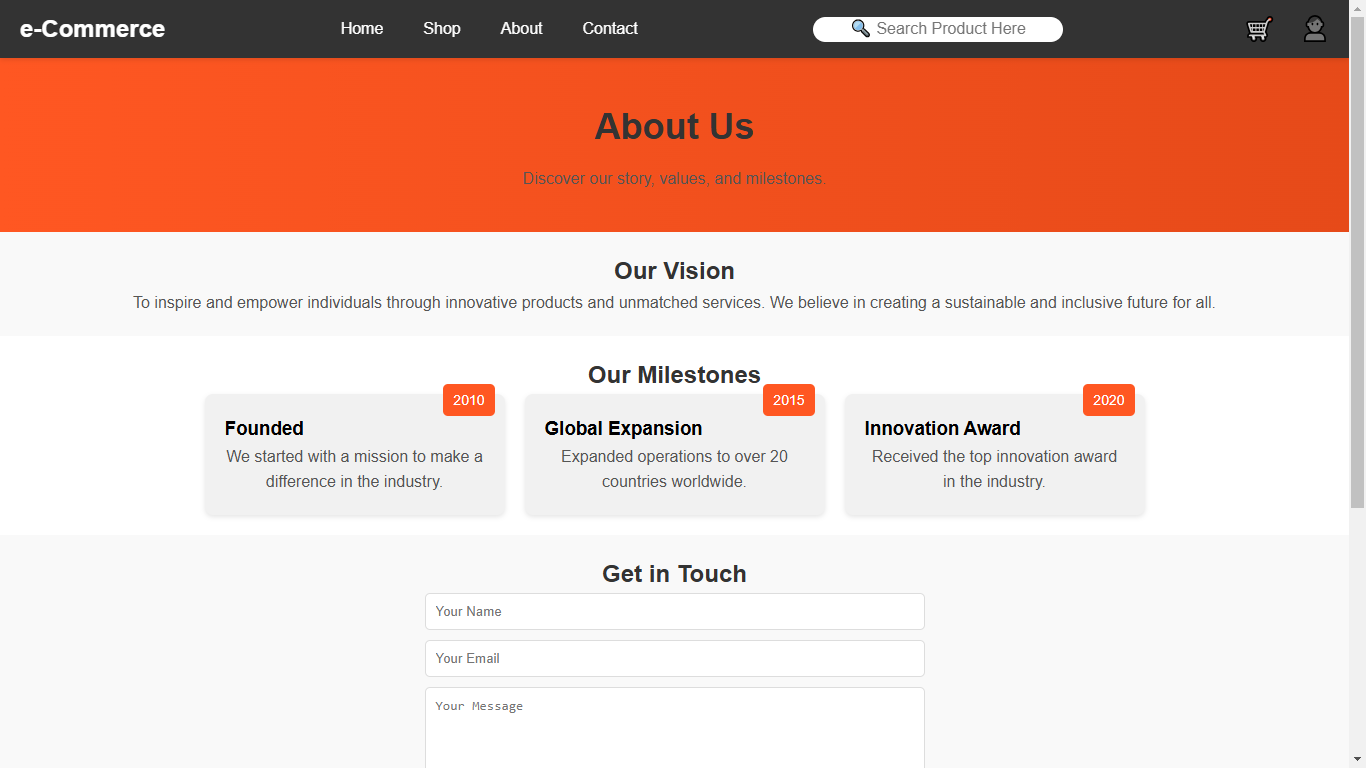 e-Commerce
Home
Shop
About
Contact
Search Product Here
About Us
Discover our story, values, and milestones.
Our Vision
To inspire and empower individuals through innovative products and unmatched services. We believe in creating a sustainable and inclusive future for all.
Our Milestones
2010
Founded
We started with a mission to make a
difference in the industry.
2015
Global Expansion
Expanded operations to over 20
countries worldwide.
2020
Innovation Award
Received the top innovation award
in the industry.
Get in Touch
Your Name
Your Email
Your Message